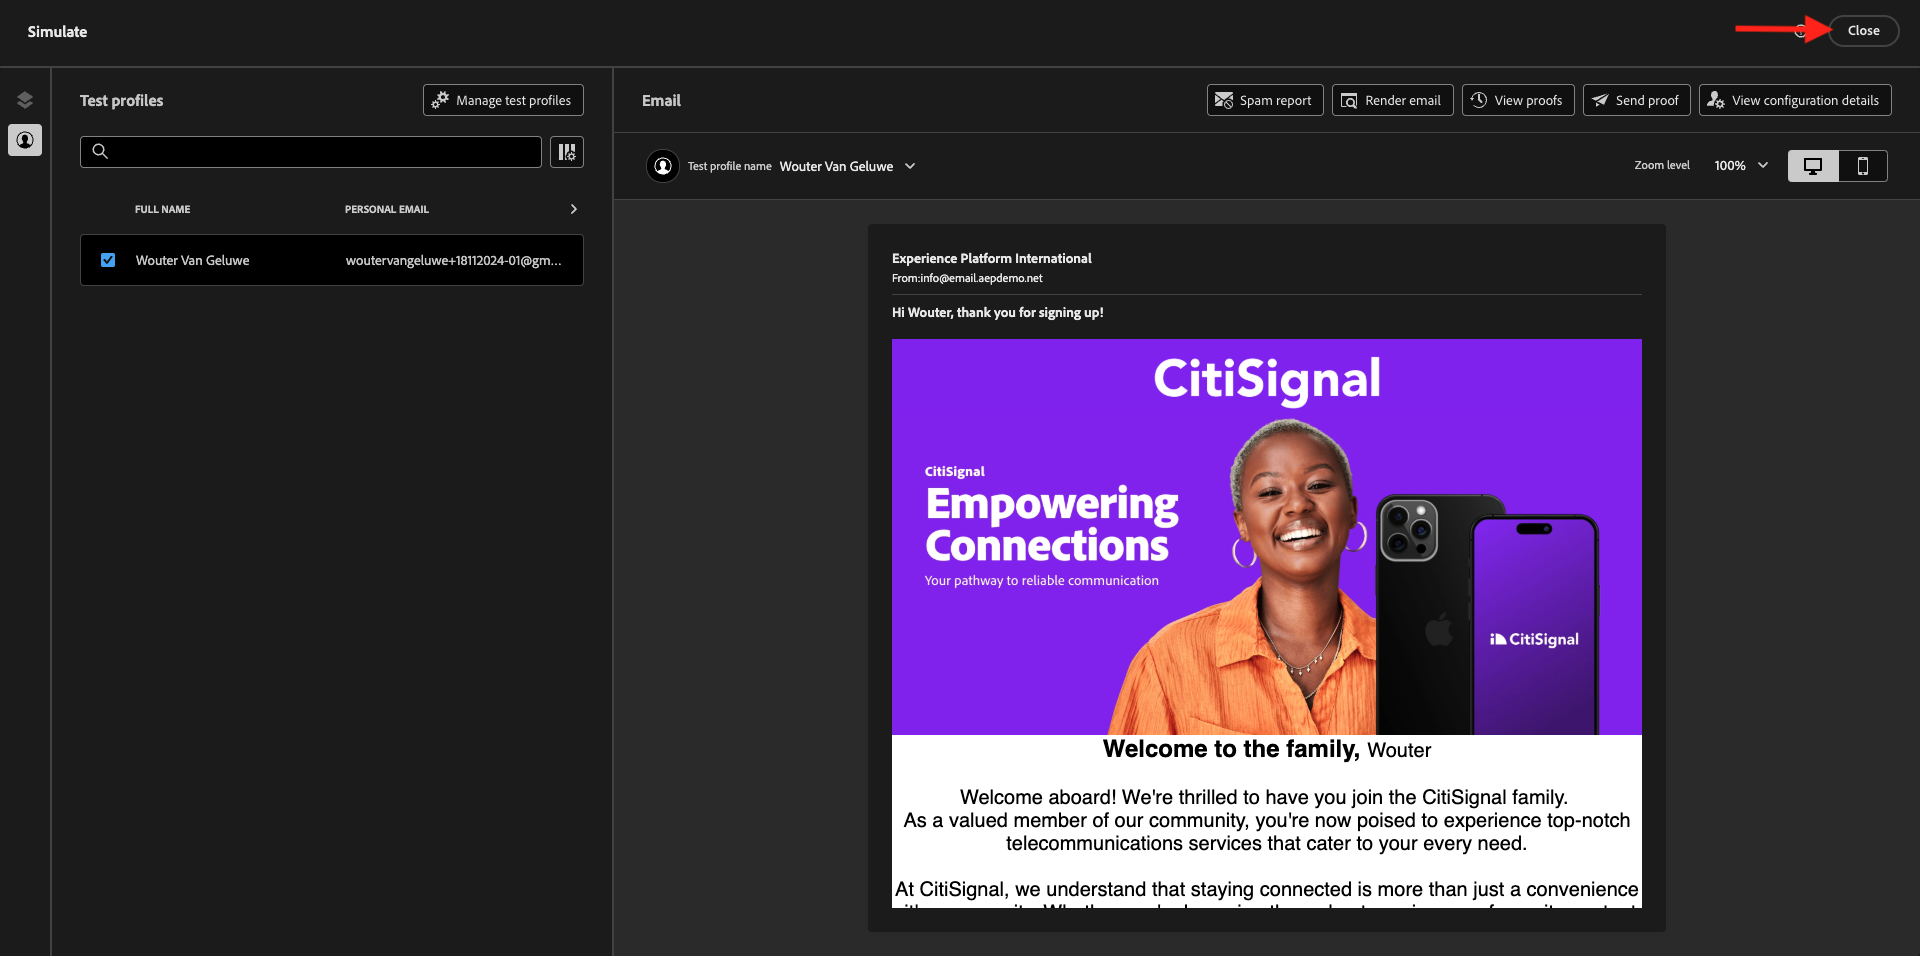 Simulate
Close
Test profiles
Manage test profiles
Email
Spam report
Render email
View proofs
Send proof
View configuration details
Test profile name Wouter Van Geluwe
Zoom level 100%
FULL NAME
PERSONAL EMAIL
Wouter Van Geluwe
woutervangeluwe+18112024-01@gm...
Experience Platform International
From:info@email.aepdemo.net
Hi Wouter, thank you for signing up!
CitiSignal
CitiSignal
Empowering
Connections
Your pathway to reliable communication
CitiSignal
Welcome to the family, Wouter
Welcome aboard! We're thrilled to have you join the CitiSignal family.
As a valued member of our community, you're now poised to experience top-notch
telecommunications services that cater to your every need.
At CitiSignal, we understand that staying connected is more than just a convenience